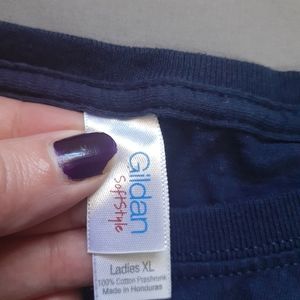 Gildan
SoftStyle
Ladies XL
100% Cotton Preshrunk
Made in Honduras